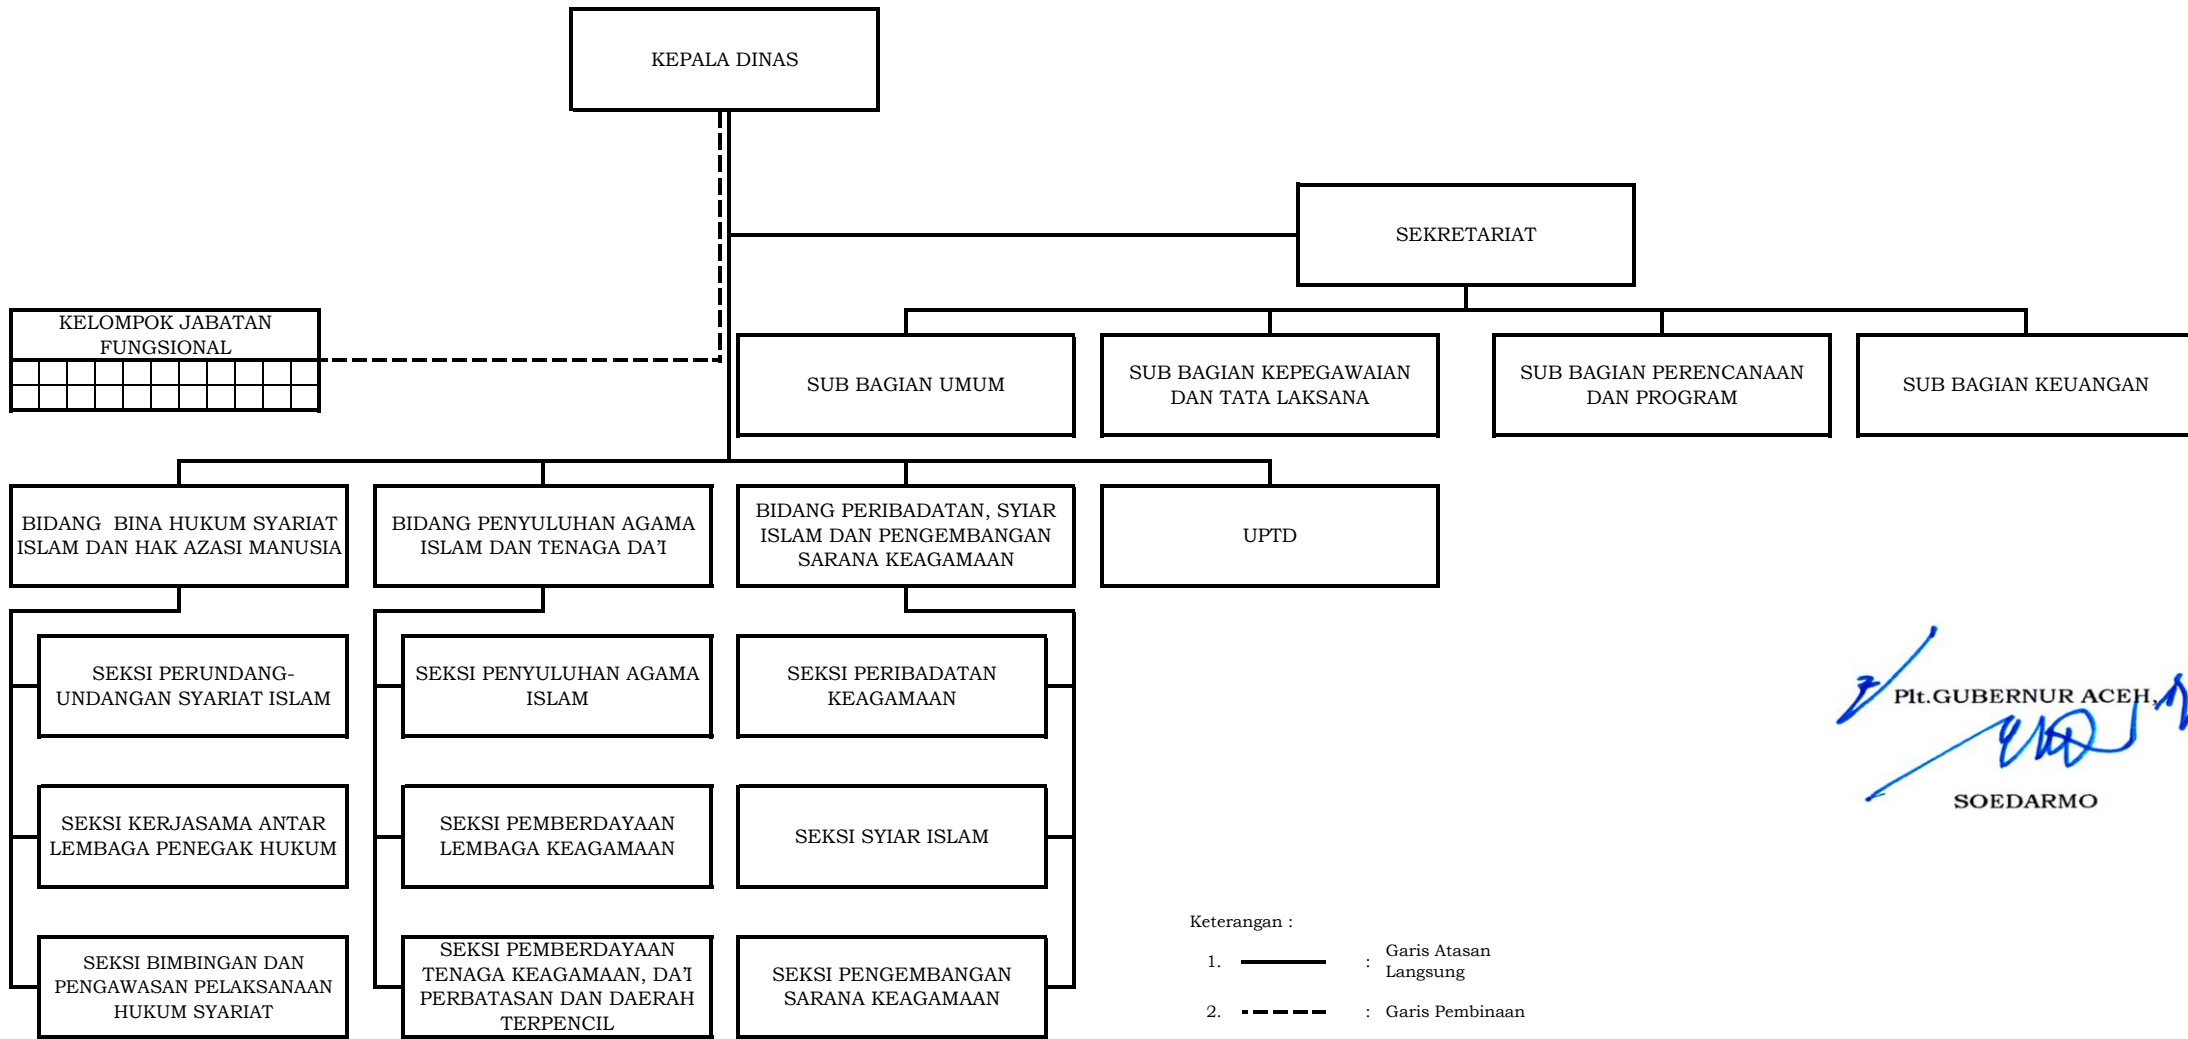 KEPALA DINAS
SEKRETARIAT
KELOMPOK JABATAN
FUNGSIONAL
SUB BAGIAN UMUM
SUB BAGIAN KEPEGAWAIAN
DAN TATA LAKSANA
SUB BAGIAN PERENCANAAN
DAN PROGRAM
SUB BAGIAN KEUANGAN
BIDANG BINA HUKUM SYARIAT
ISLAM DAN HAK AZASI MANUSIA
BIDANG PENYULUHAN AGAMA
ISLAM DAN TENAGA DA'I
BIDANG PERIBADATAN, SYIAR
ISLAM DAN PENGEMBANGAN
SARANA KEAGAMAAN
UPTD
SEKSI PERUNDANG-
UNDANGAN SYARIAT ISLAM
SEKSI PENYULUHAN AGAMA
ISLAM
SEKSI PERIBADATAN
KEAGAMAAN
SEKSI KERJASAMA ANTAR
LEMBAGA PENEGAK HUKUM
SEKSI PEMBERDAYAAN
LEMBAGA KEAGAMAAN
SEKSI SYIAR ISLAM
SEKSI BIMBINGAN DAN
PENGAWASAN PELAKSANAAN
HUKUM SYARIAT
SEKSI PEMBERDAYAAN
TENAGA KEAGAMAAN, DA'I
PERBATASAN DAN DAERAH
TERPENCIL
SEKSI PENGEMBANGAN
SARANA KEAGAMAAN
Plt.GUBERNUR ACEH,
SOEDARMO
Keterangan :
1. : Garis Atasan
Langsung
2. : Garis Pembinaan